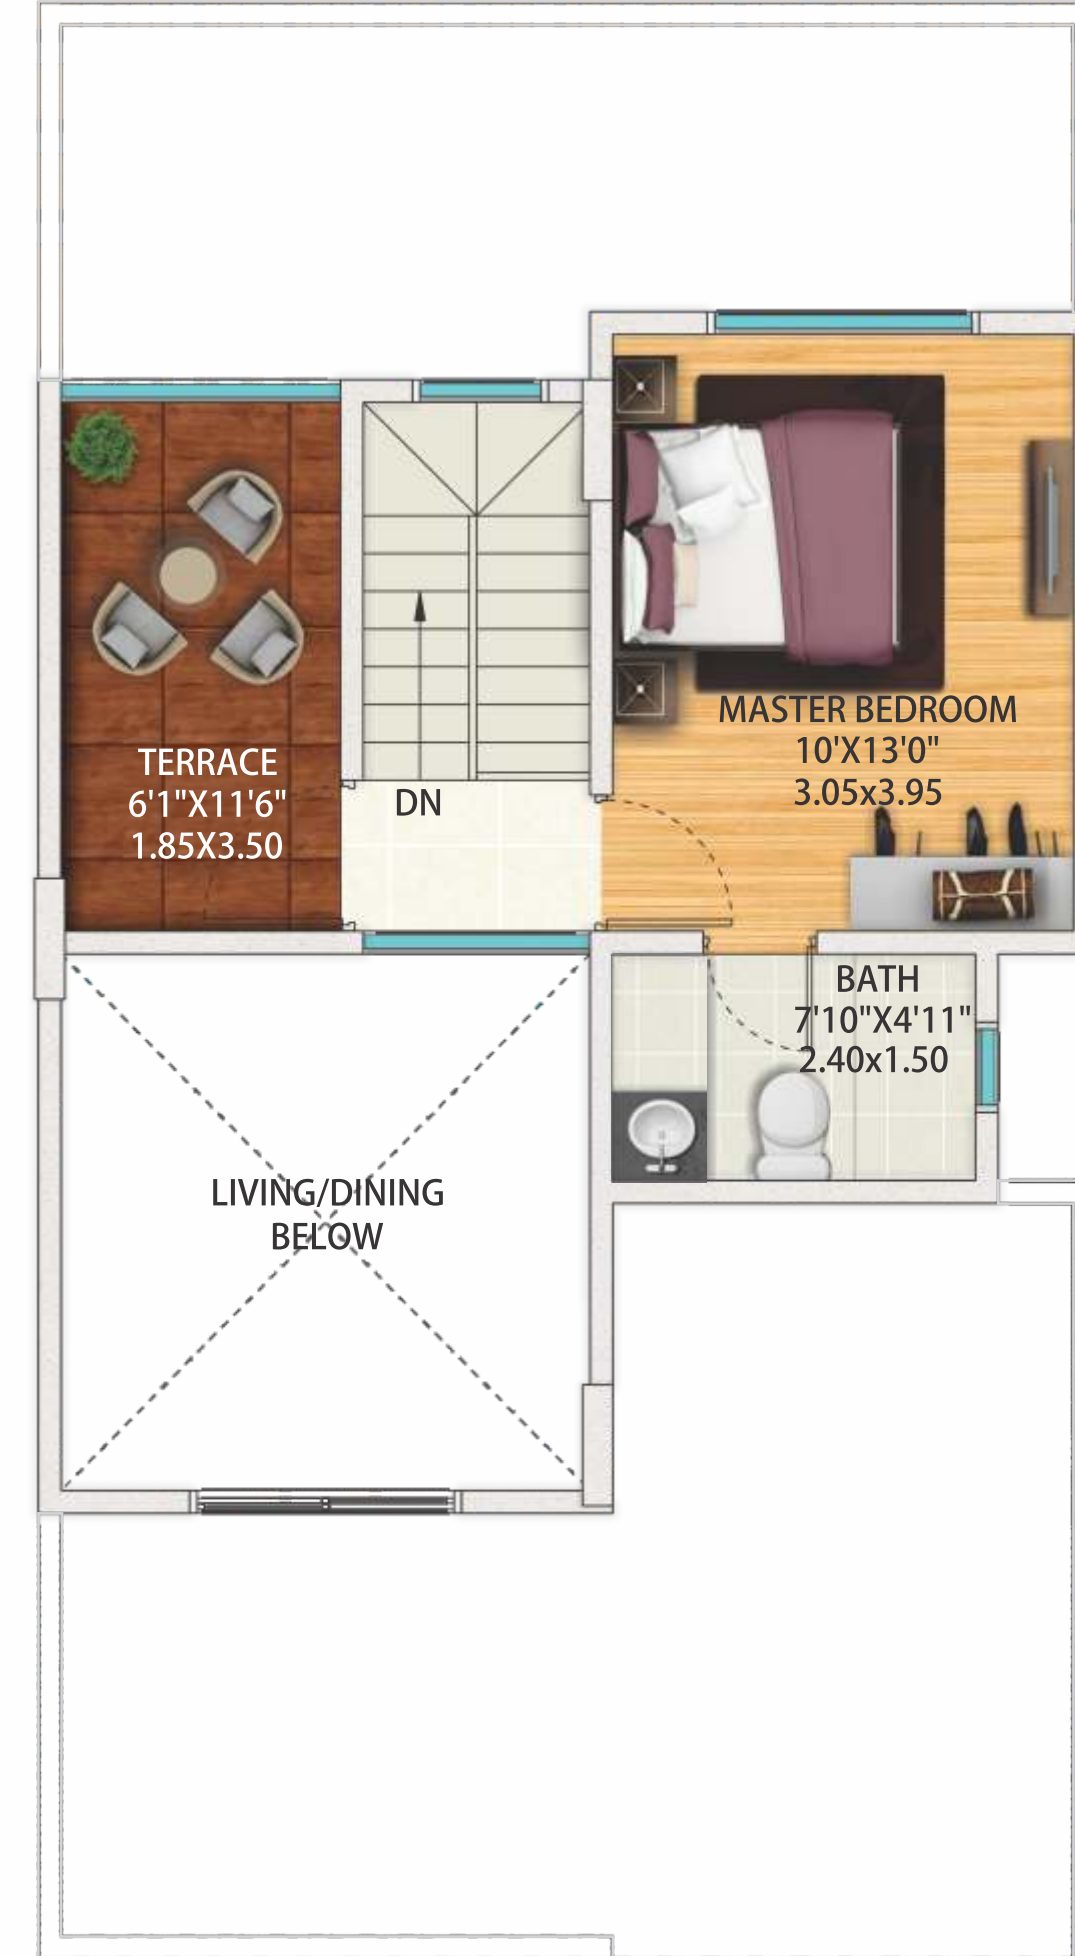 MASTER BEDROOM
10'X13'0"
3.05x3.95
TERRACE
6'1"X11'6"
1.85X3.50
DN
BATH
7'10"X4'11"
2.40x1.50
LIVING/DINING
BELOW